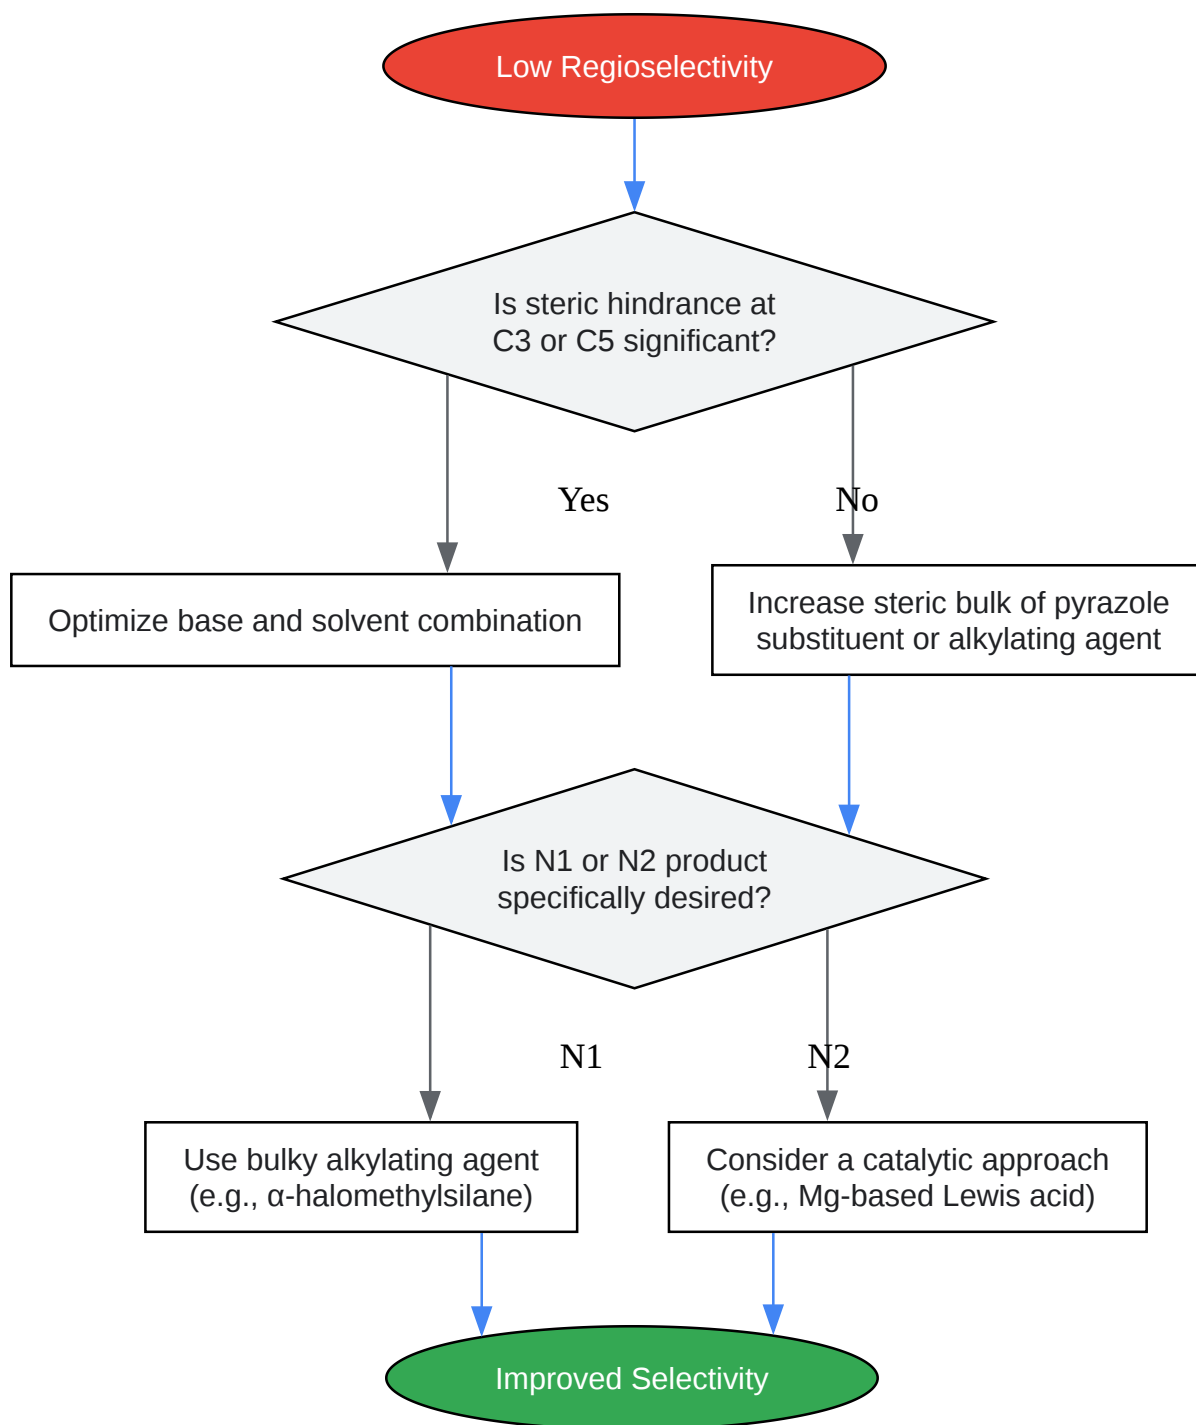 Low Regioselectivity
Is steric hindrance at
C3 or C5 significant?
Yes
No
Optimize base and solvent combination
Increase steric bulk of pyrazole
substituent or alkylating agent
Is N1 or N2 product
specifically desired?
N1
N2
Use bulky alkylating agent
(e.g., α-halomethylsilane)
Consider a catalytic approach
(e.g., Mg-based Lewis acid)
Improved Selectivity